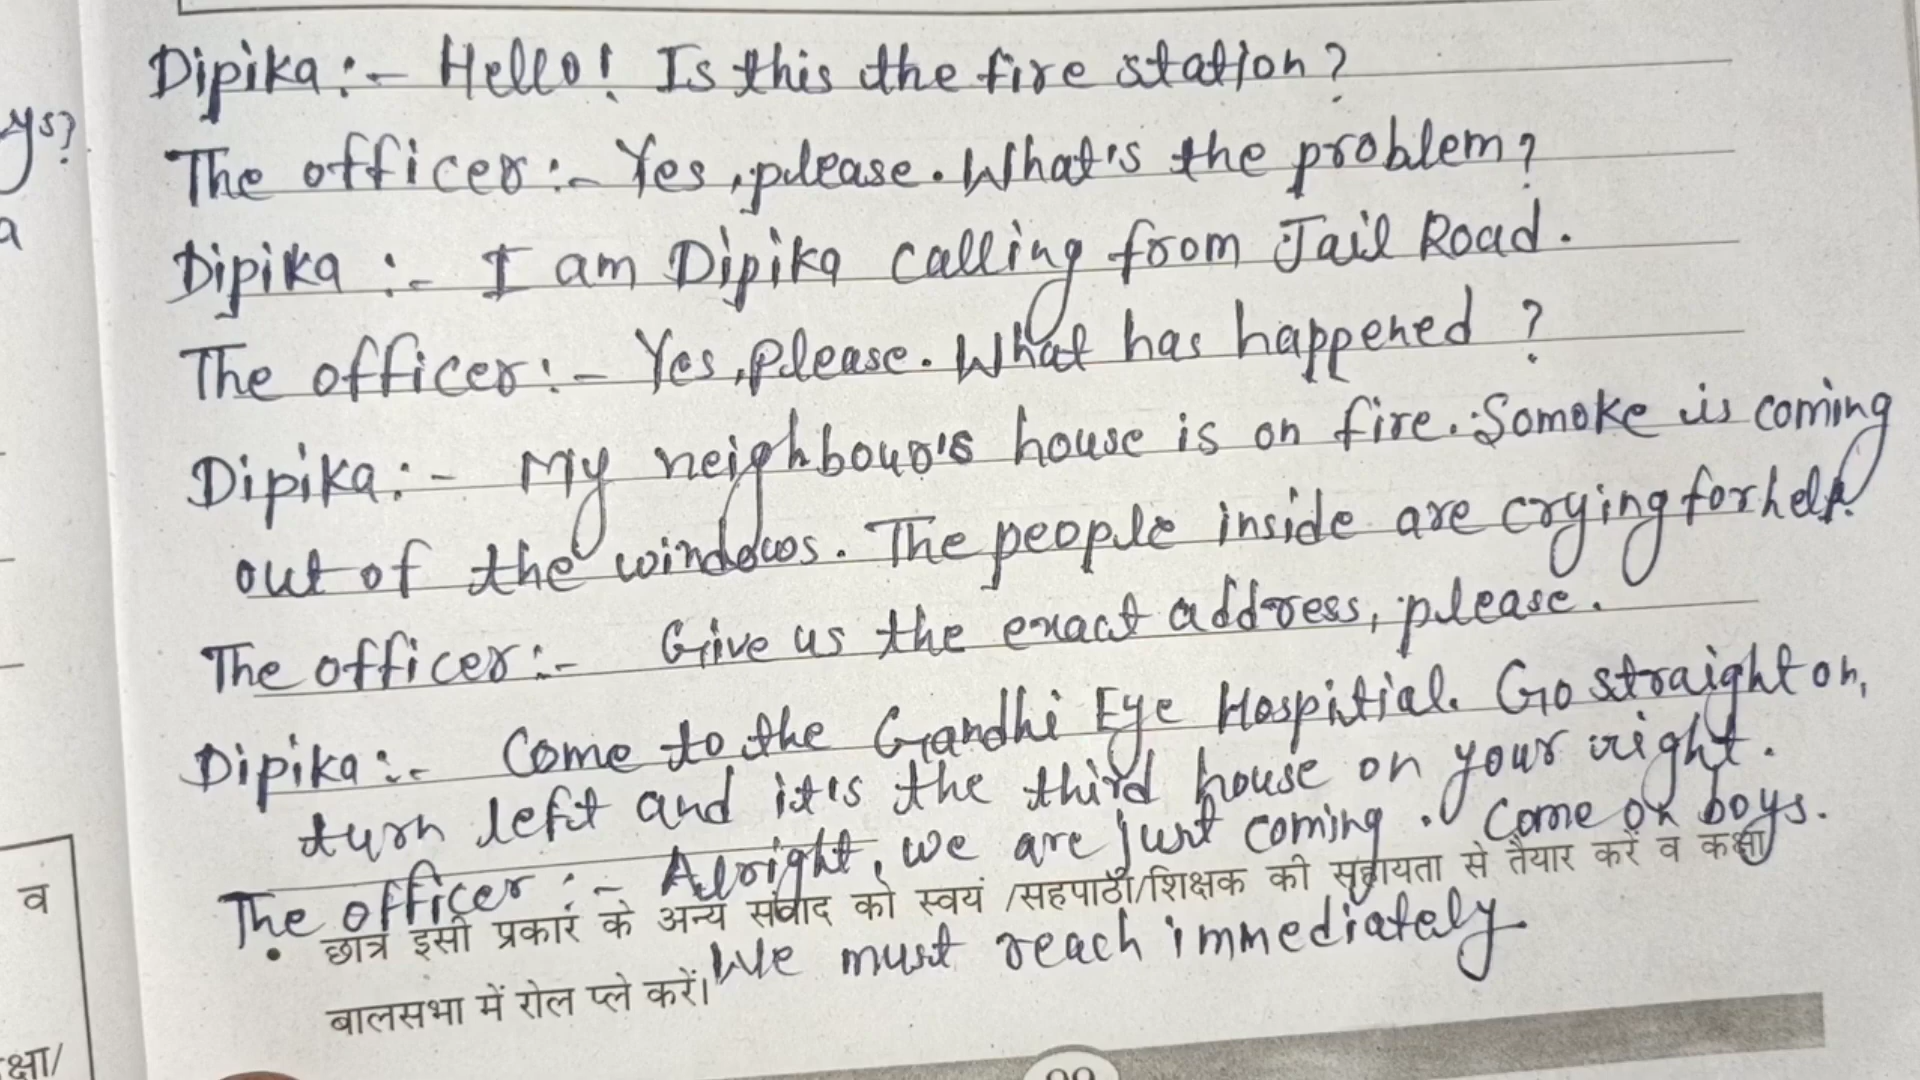 Dipika:- Hello! Is this the fire station?
ys?
The officer:- Yes, please. What's the problem?
a
Dipika :- I am Dipika calling from Jail Road.
The officer:- Yes, Please. What has happened ?
Dipika:- My neighbour's house is on fire. Somoke is coming
out of the windows. The people inside are crying for help.
The officer:- Give us the exact address, please.
Dipika:- Come to the Gandhi Eye Hospitial. Go straight on,
turn left and it's the third house on your right.
The officer:- Alright, we are just coming. Come on boys.
व
• छात्र इसी प्रकार के अन्य संवाद को स्वयं /सहपाठी/शिक्षक की सहायता से तैयार करें व कक्षा/
We must reach immediately
बालसभा में रोल प्ले करें।
क्षा/